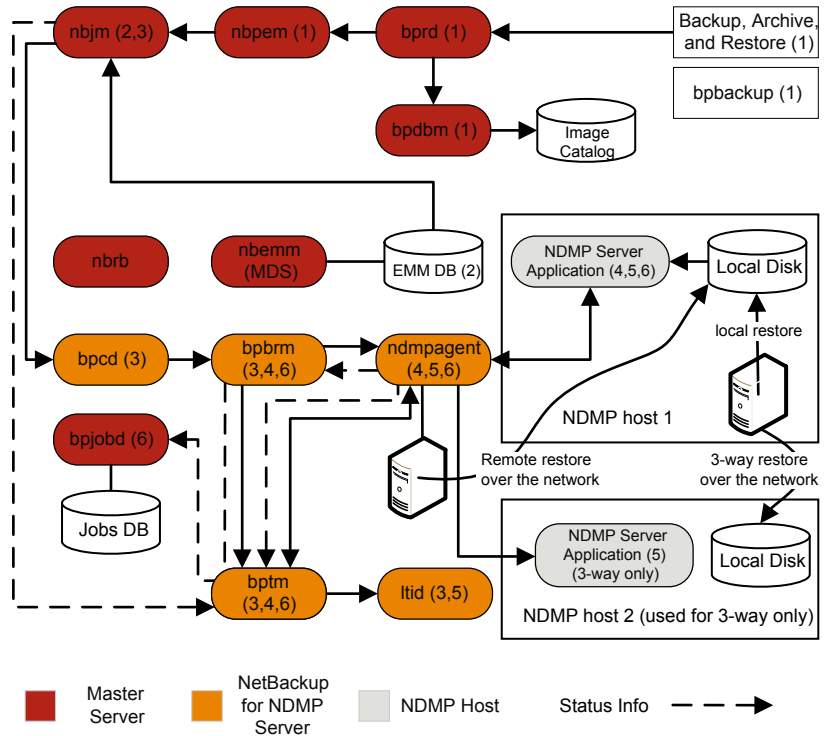 nbjm (2,3)
nbpem (1)
bprd (1)
Backup, Archive,
and Restore (1)
bpbackup (1)
bpdbm (1)
Image
Catalog
nbrb
nbemm
(MDS)
EMM DB (2)
NDMP Server
Application (4,5,6)
Local Disk
local restore
bpcd (3)
bpbrm
(3,4,6)
ndmpagent
(4,5,6)
NDMP host 1
bpjobd (6)
Jobs DB
Remote restore
over the network
3-way restore
over the network
NDMP Server
Application (5)
(3-way only)
Local Disk
bptm
(3,4,6)
ltid (3,5)
NDMP host 2 (used for 3-way only)
Master
Server
NetBackup
for NDMP
Server
NDMP Host
Status Info